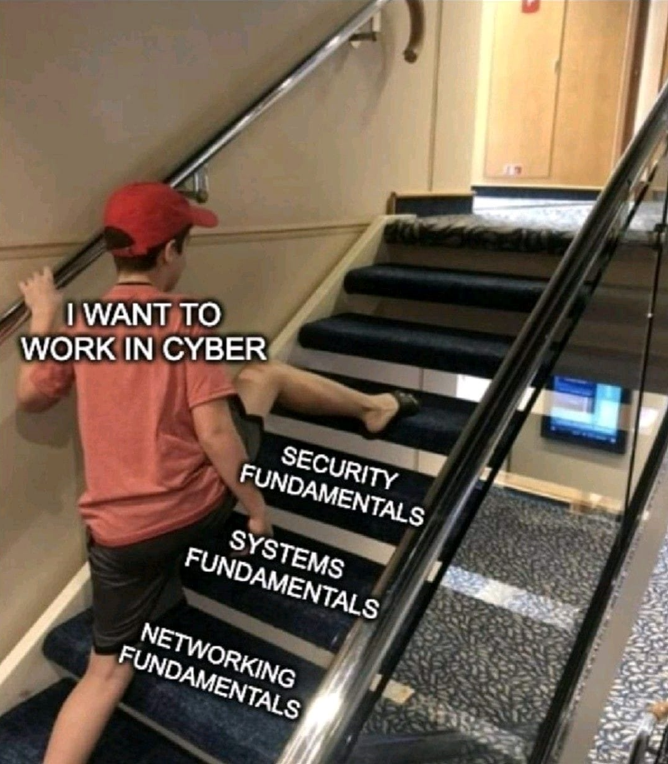 I WANT TO
WORK IN CYBER
SECURITY
FUNDAMENTALS
SYSTEMS
FUNDAMENTALS
NETWORKING
FUNDAMENTALS